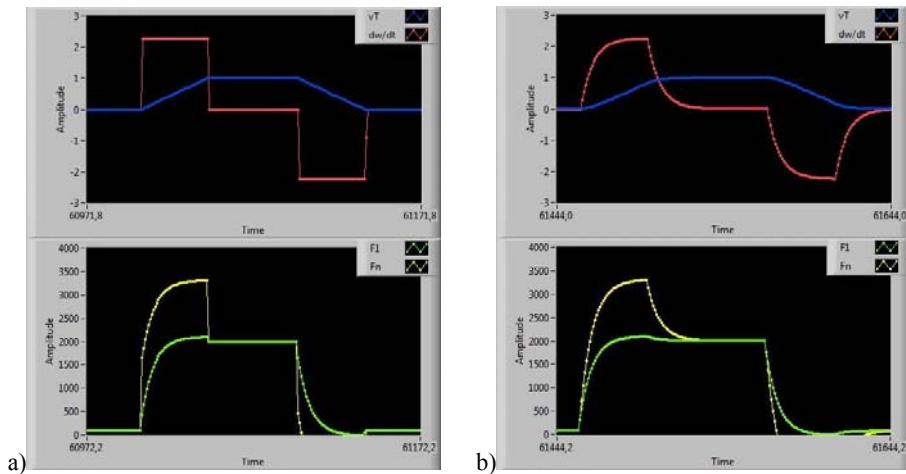 vT
dw/dt
3
2
1
0
-1
-2
-3
Amplitude
60971,8
61171,8
Time
F1
Fn
4000
3500
3000
2500
2000
1500
1000
500
0
Amplitude
60972,2
61172,2
Time
a)
vT
dw/dt
3
2
1
0
-1
-2
-3
Amplitude
61444,0
61644,0
Time
F1
Fn
4000
3500
3000
2500
2000
1500
1000
500
0
Amplitude
61444,2
61644,2
Time
b)